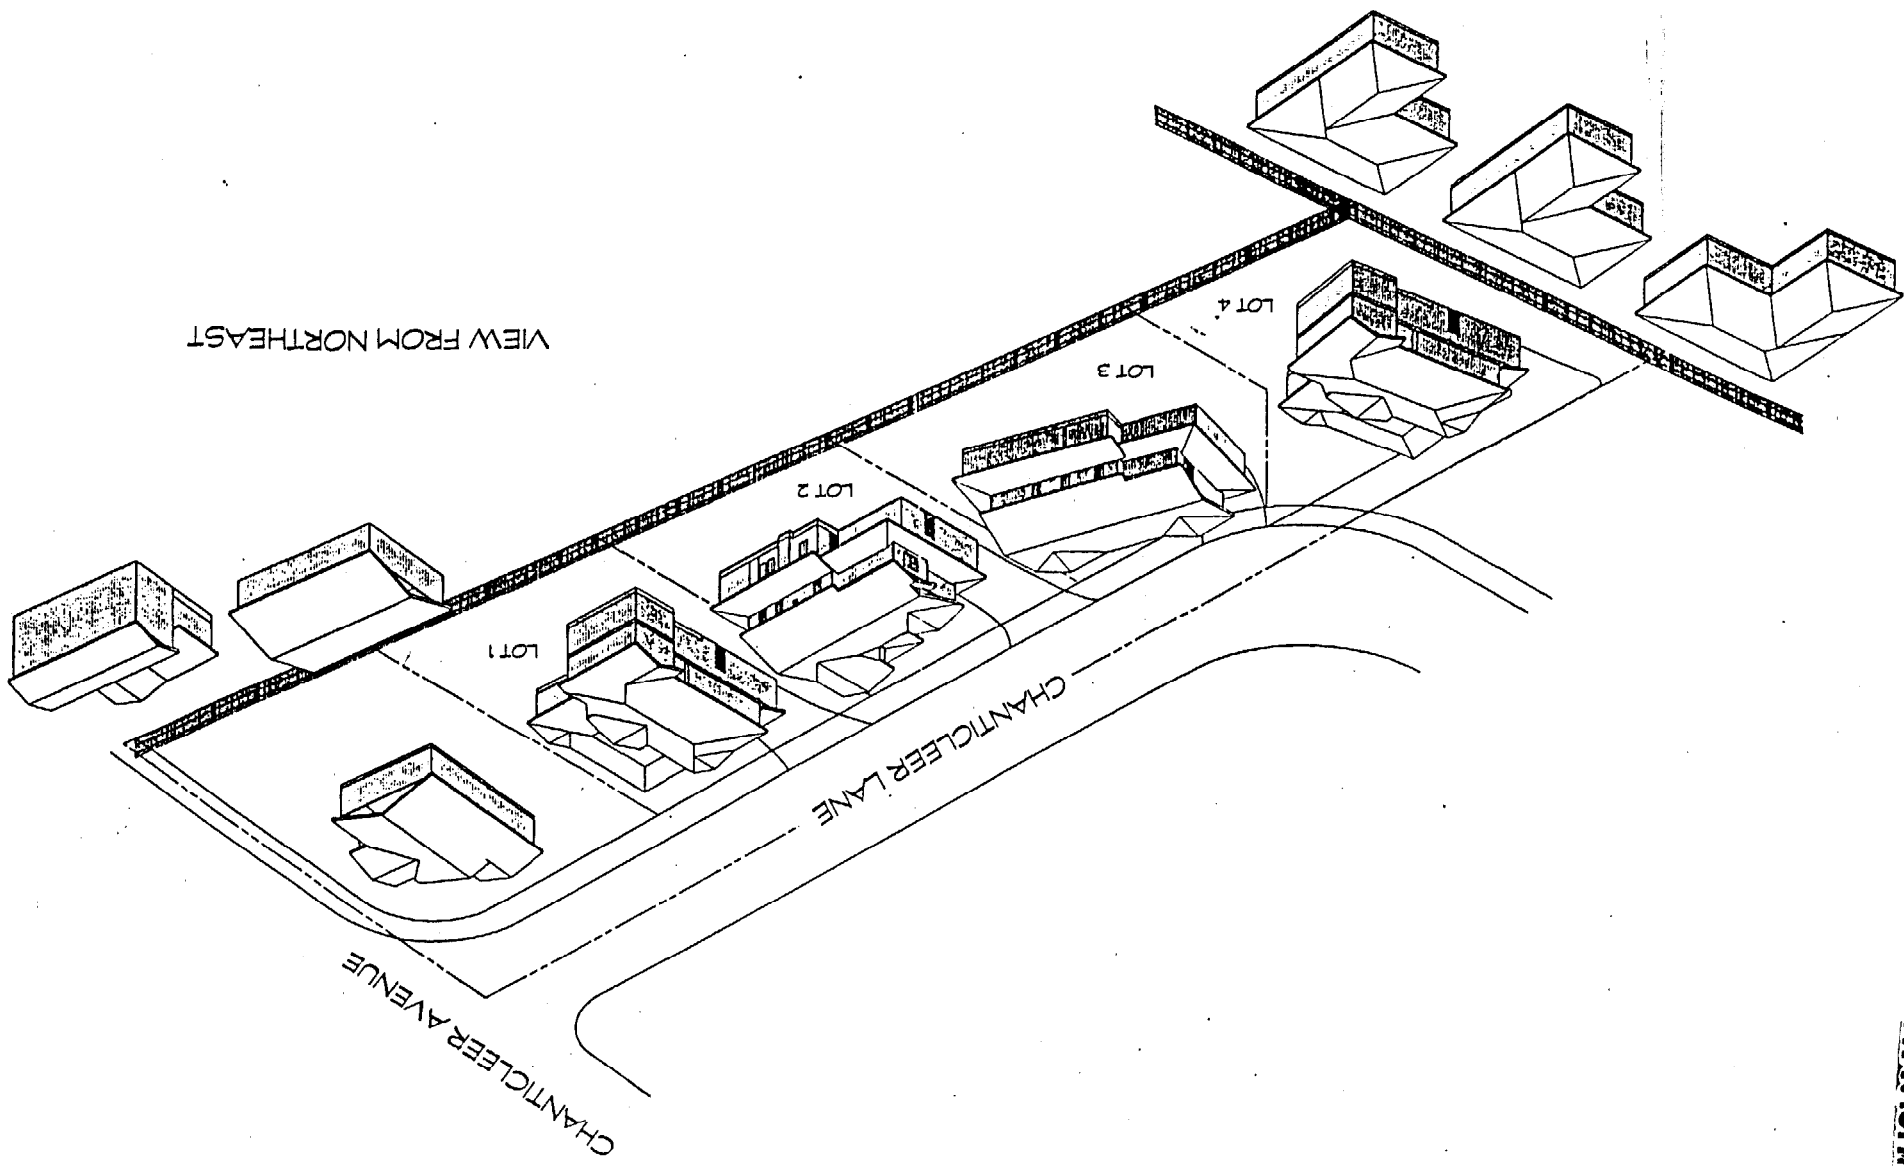 CHANTICLEER AVENUE
CHANTICLEER LANE
LOT 1
LOT 2
LOT 3
LOT 4
VIEW FROM NORTHEAST